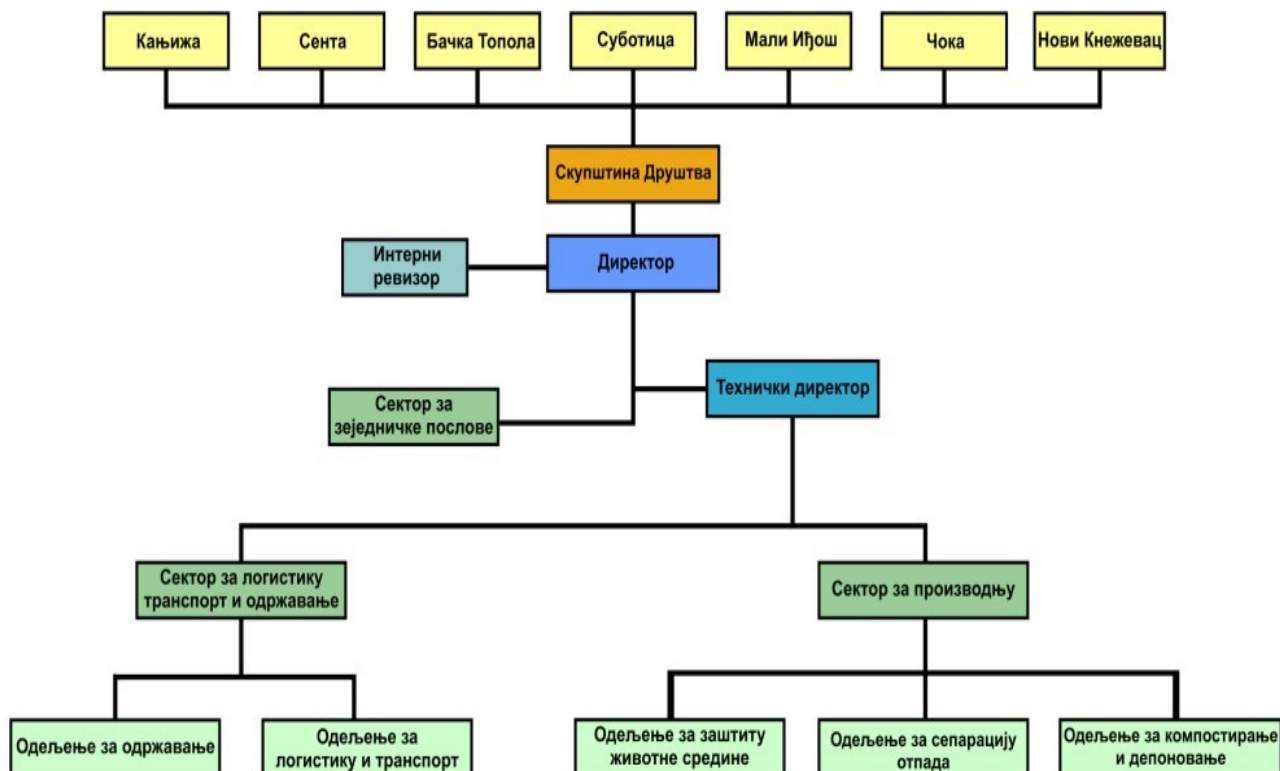 Кањижа
Сента
Бачка Топола
Суботица
Мали Иђош
Чока
Нови Кнежевац
Скупштина Друштва
Интерни
ревизор
Директор
Технички директор
Сектор за
зеједничке послове
Сектор за логистику
транспорт и одржавање
Сектор за производњу
Одељење за одржавање
Одељење за
логистику и транспорт
Одељење за заштиту
животне средине
Одељење за сепарацију
отпада
Одељење за компостирање
и депоновање